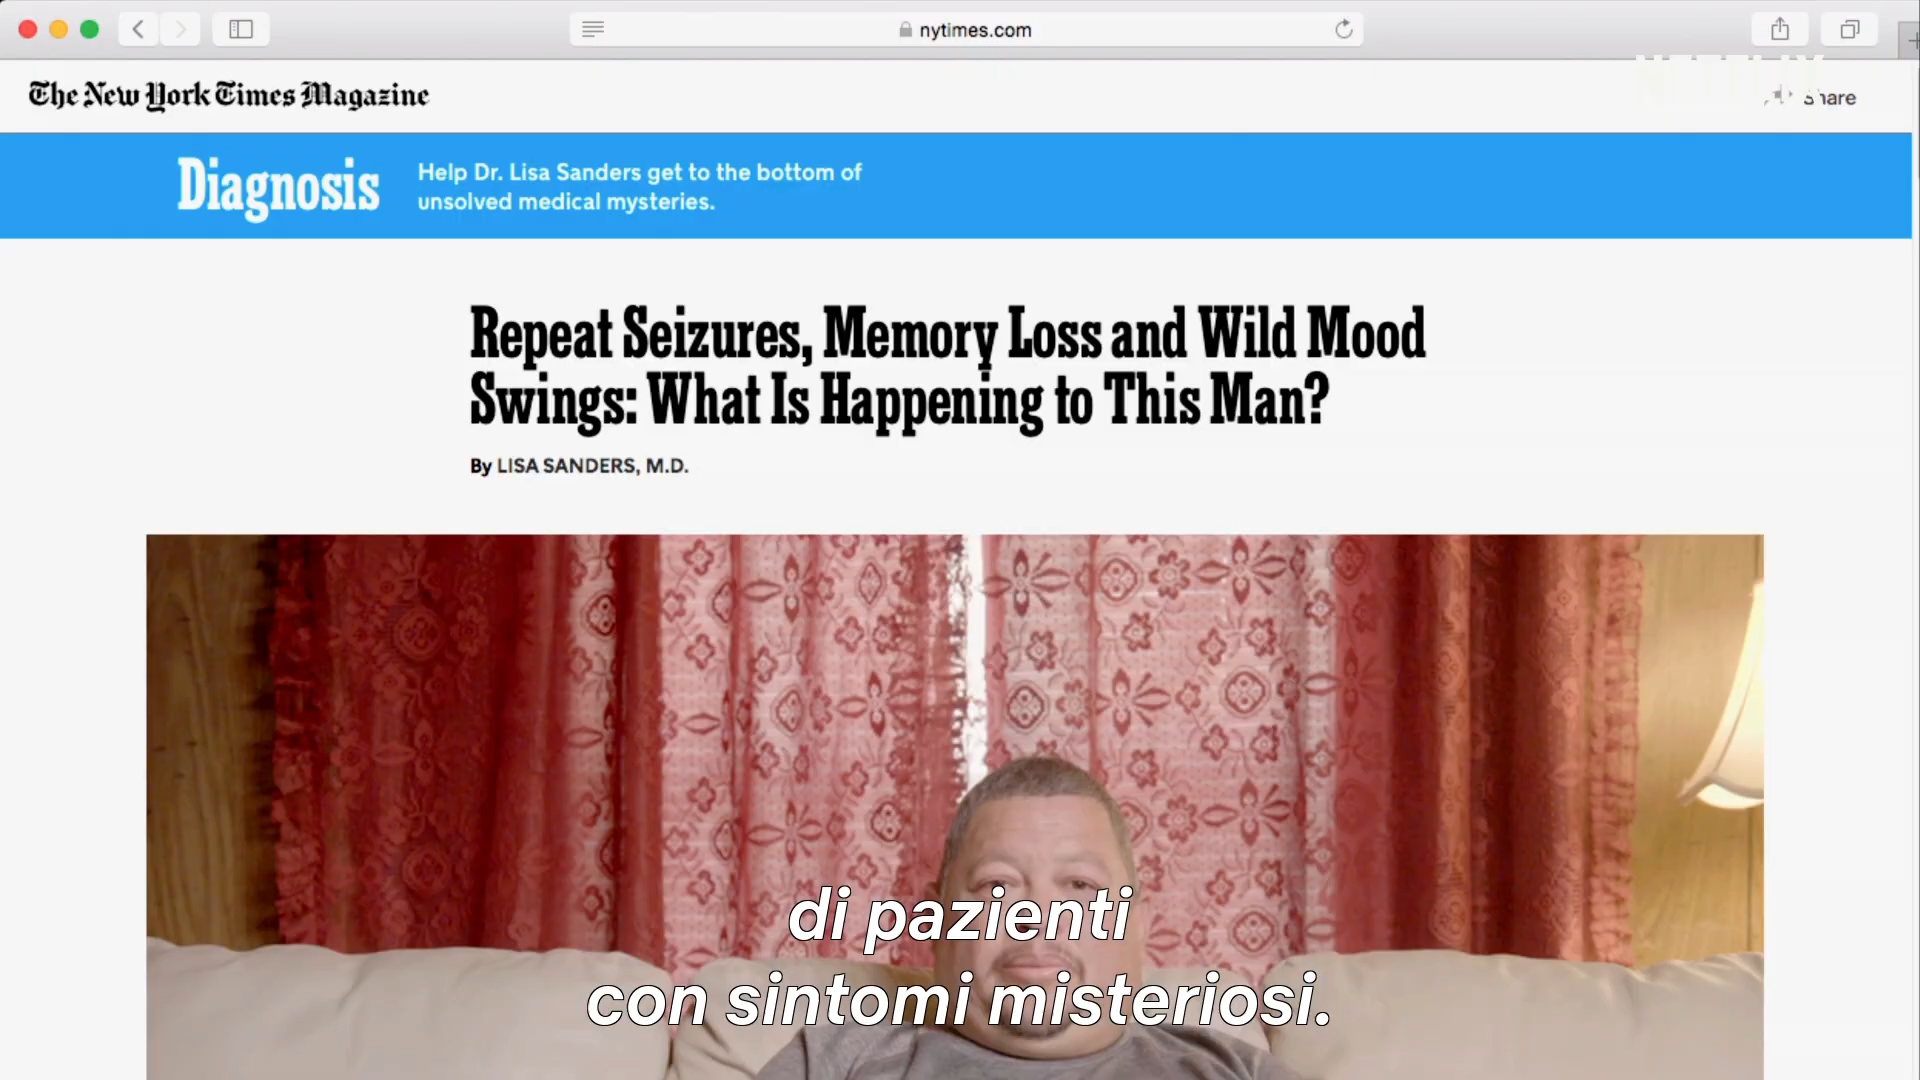 nytimes.com
The New York Times Magazine
NETFLIX
Share
Diagnosis
Help Dr. Lisa Sanders get to the bottom of
unsolved medical mysteries.
Repeat Seizures, Memory Loss and Wild Mood
Swings: What Is Happening to This Man?
By LISA SANDERS, M.D.
di pazienti
con sintomi misteriosi.